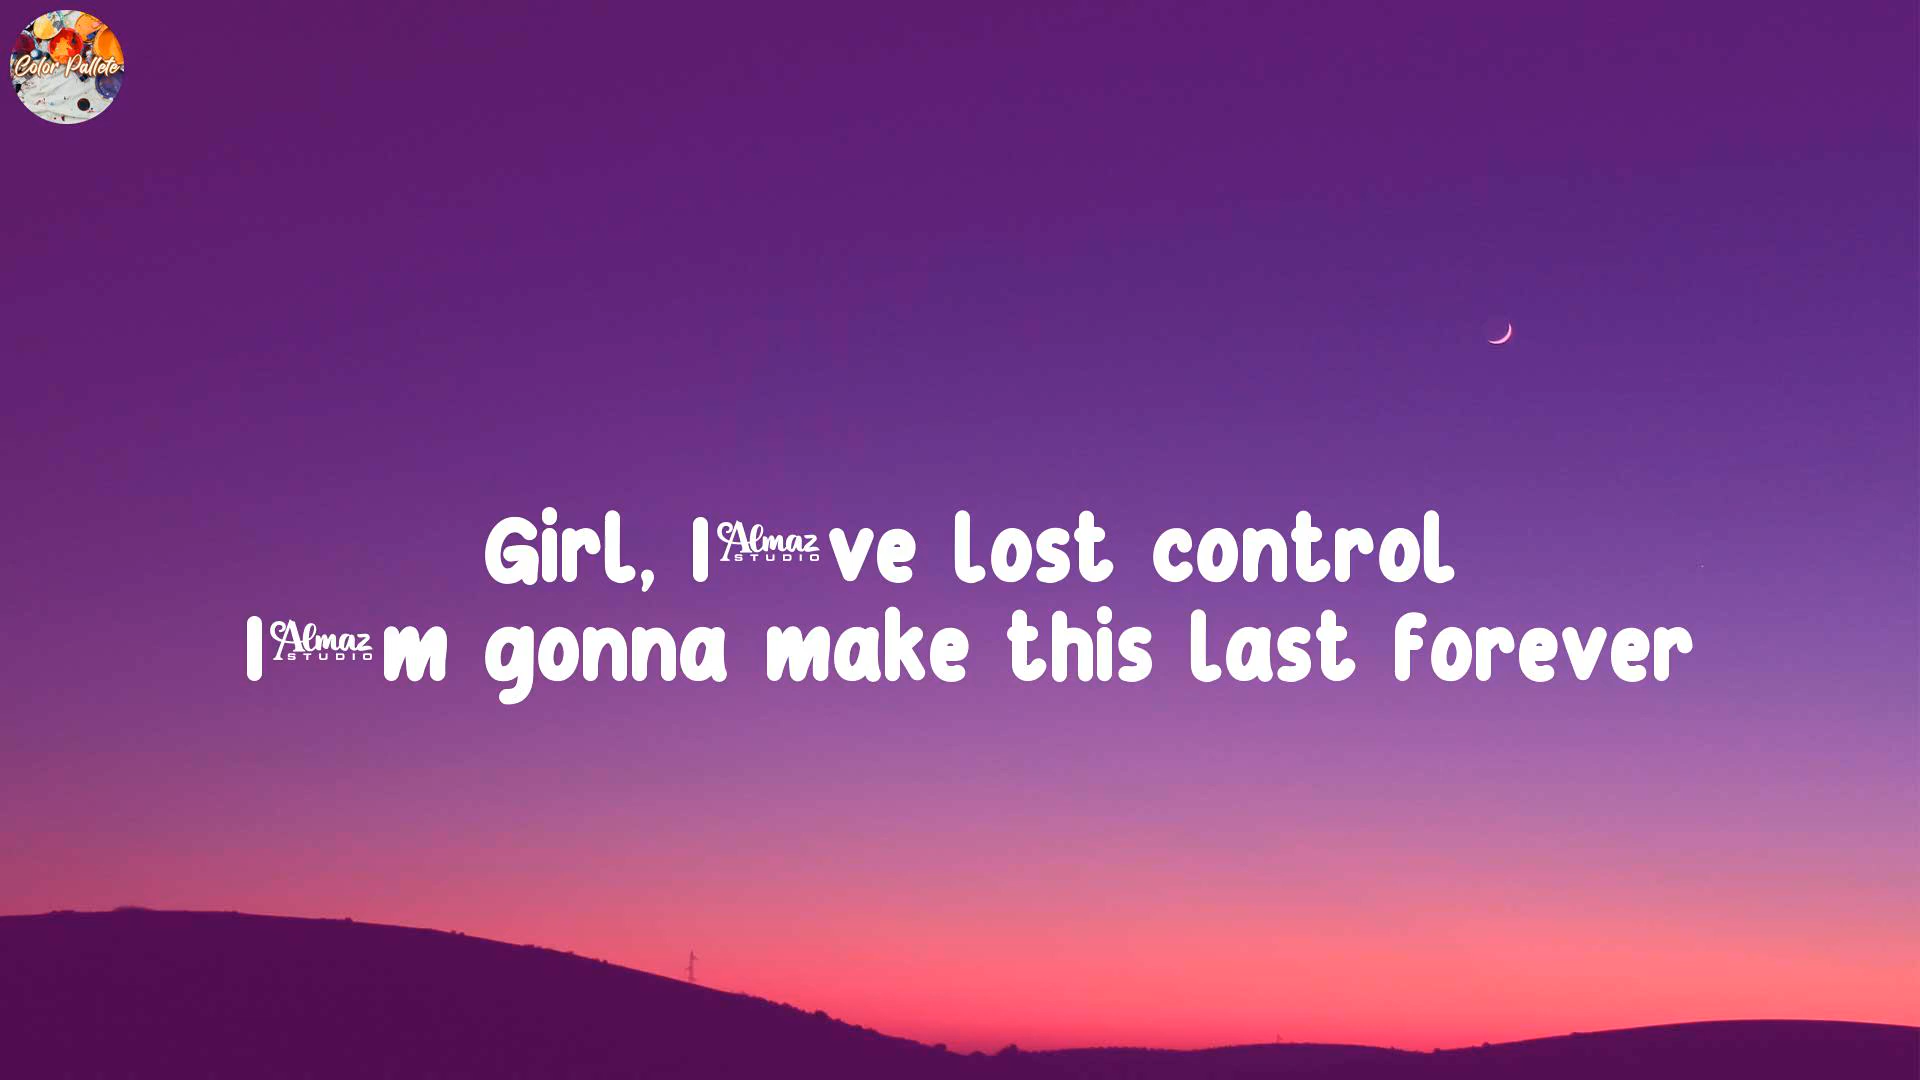 Color Pallete
Girl, IAlmaz STUDIOve lost control
IAlmaz STUDIOm gonna make this last forever